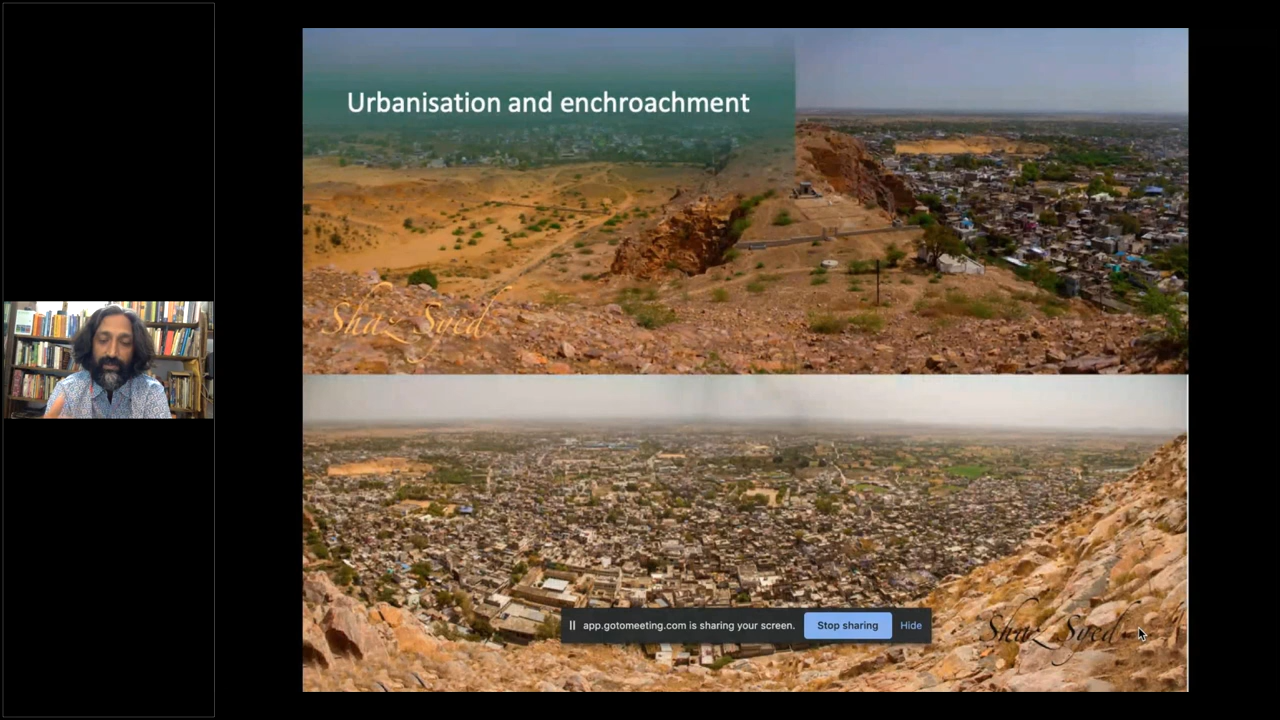 Urbanisation and enchroachment
Shaz Syed
app.gotomeeting.com is sharing your screen.
Stop sharing
Hide
Shaz Syed